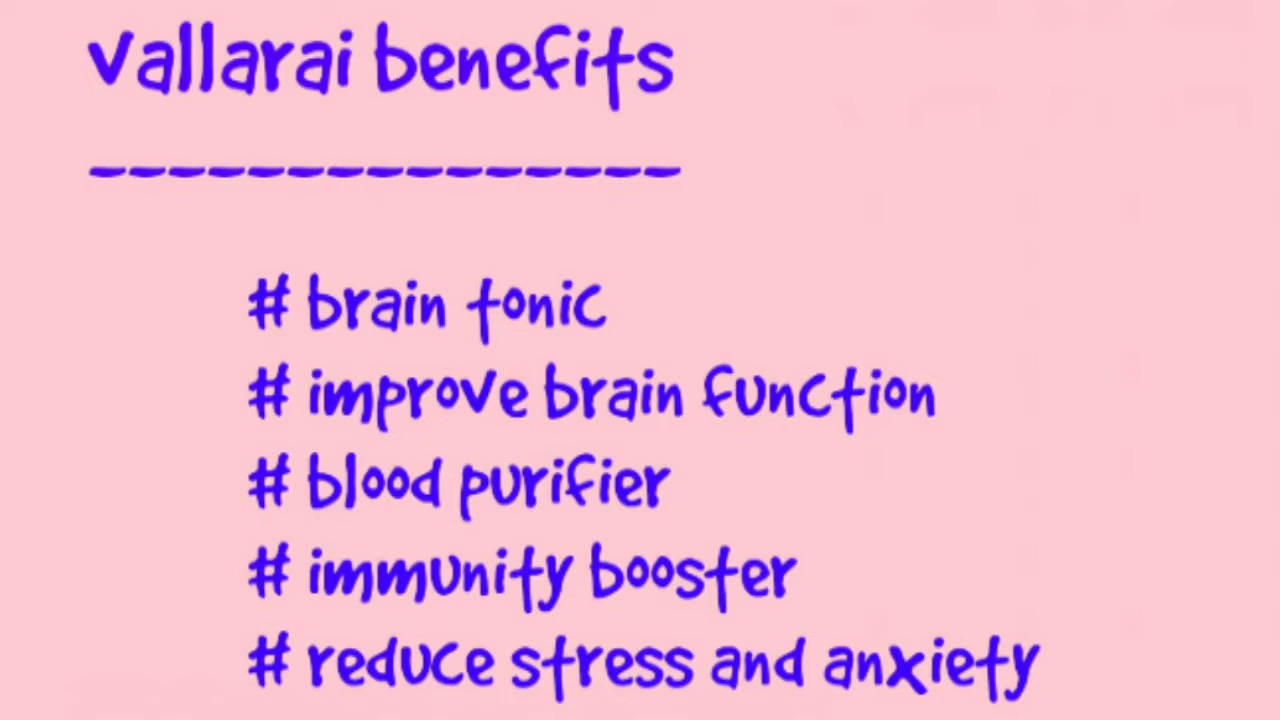 vallarai benefits
----------------
# brain tonic
# improve brain function
# blood purifier
# immunity booster
# reduce stress and anxiety